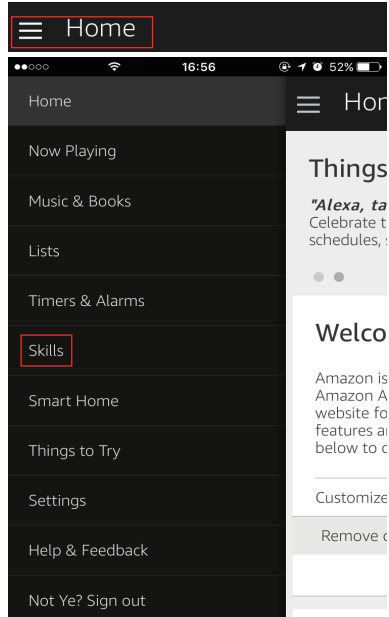 Home
16:56
52%
Home
Now Playing
Music & Books
Lists
Timers & Alarms
Skills
Smart Home
Things to Try
Settings
Help & Feedback
Not Ye? Sign out
Hor
Things
"Alexa, ta
Celebrate t
schedules, s
Welco
Amazon is
Amazon A
website fo
features a
below to c
Customize
Remove c